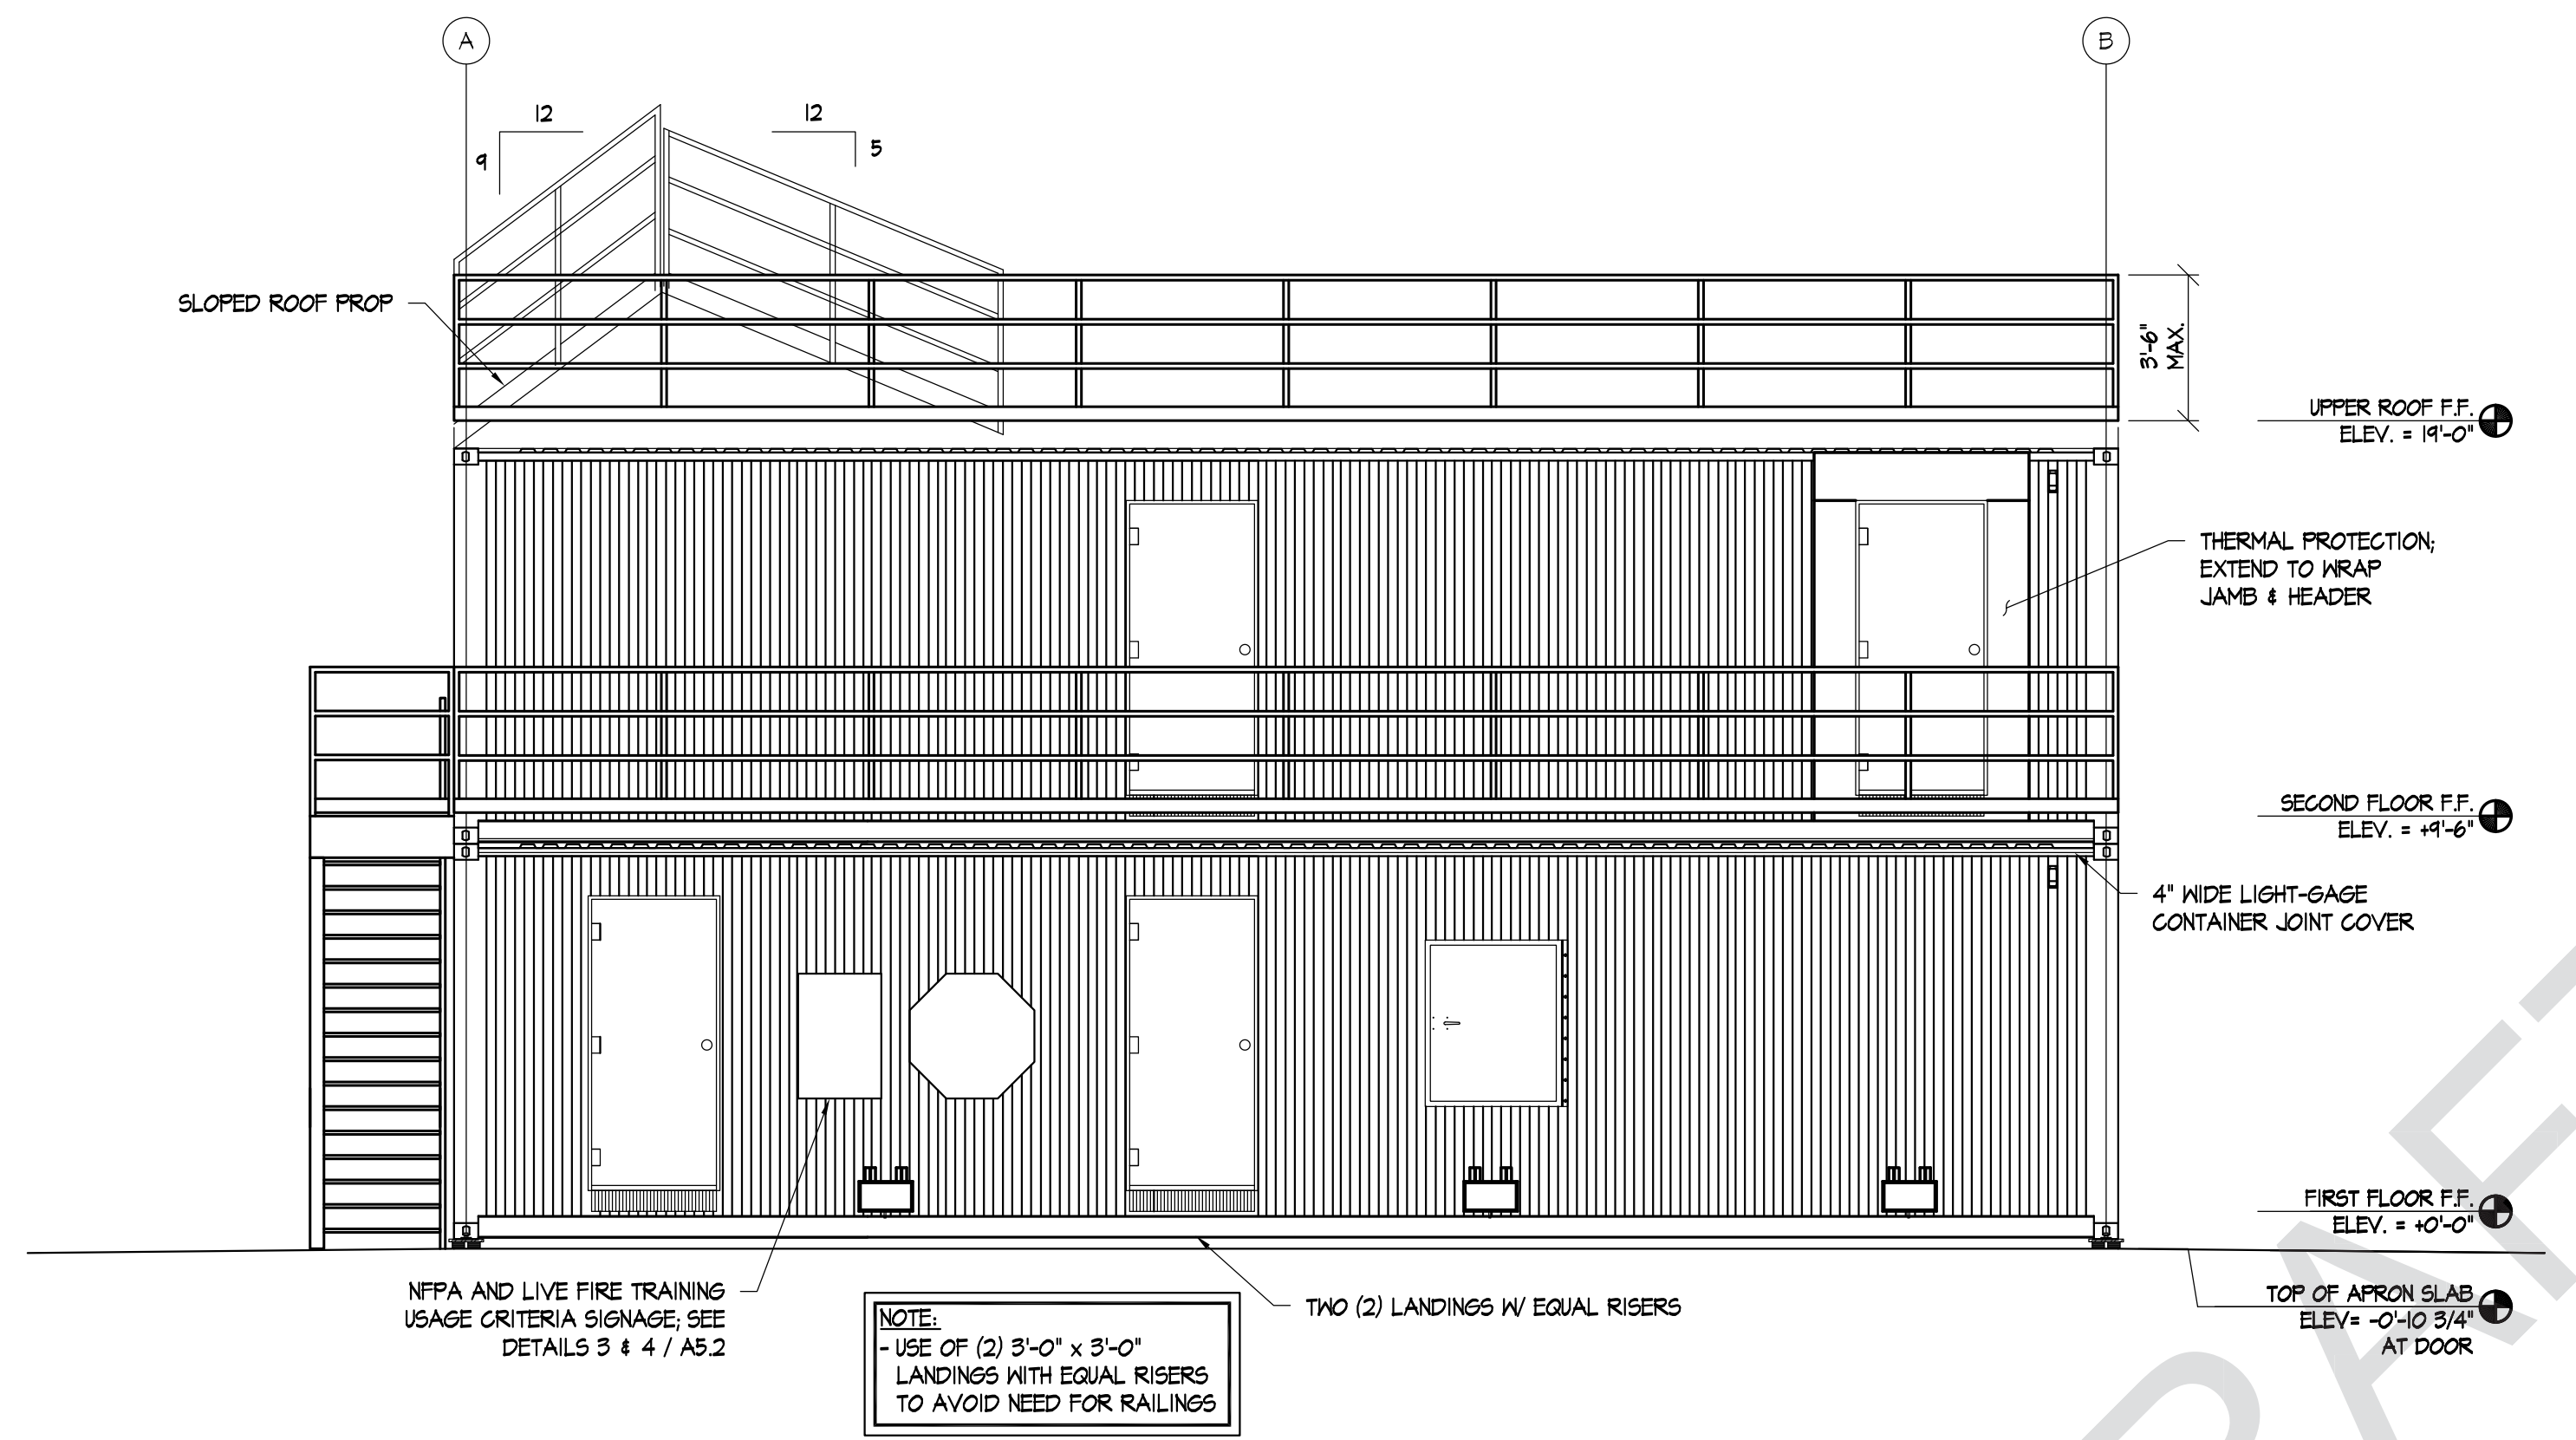 A
B
12
9
12
5
SLOPED ROOF PROP
3'-6"
MAX.
UPPER ROOF F.F.
ELEV. = 19'-0"
THERMAL PROTECTION;
EXTEND TO WRAP
JAMB & HEADER
SECOND FLOOR F.F.
ELEV. = +9'-6"
4" WIDE LIGHT-GAGE
CONTAINER JOINT COVER
FIRST FLOOR F.F.
ELEV. = +0'-0"
TOP OF APRON SLAB
ELEV= -0'-10 3/4"
AT DOOR
NFPA AND LIVE FIRE TRAINING
USAGE CRITERIA SIGNAGE; SEE
DETAILS 3 & 4 / A5.2
NOTE:
- USE OF (2) 3'-0" x 3'-0"
LANDINGS WITH EQUAL RISERS
TO AVOID NEED FOR RAILINGS
TWO (2) LANDINGS W/ EQUAL RISERS